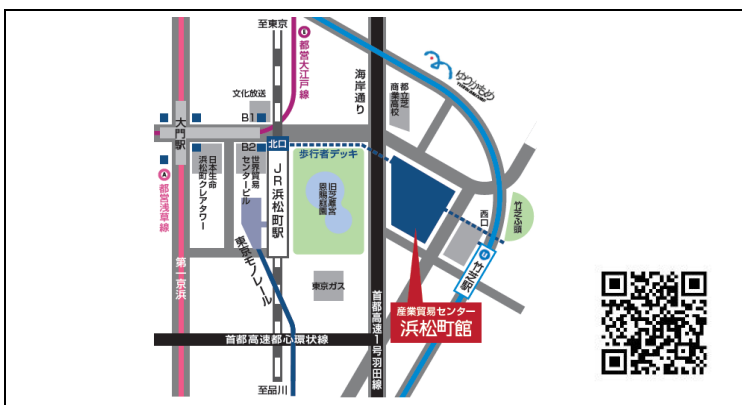 至東京
都営大江戸線
海岸通り
ゆりかもめ
文化放送
都立芝
商業高校
B1
大門駅
B2
北口
歩行者デッキ
日本生命
浜松町クレアタワー
世界貿易
センタービル
JR浜松町駅
旧芝離宮
恩賜庭園
A
都営浅草線
西口
竹芝ふ頭
竹芝駅
東京モノレール
第一京浜
東京ガス
産業貿易センター
浜松町館
首都高速1号羽田線
首都高速都心環状線
至品川